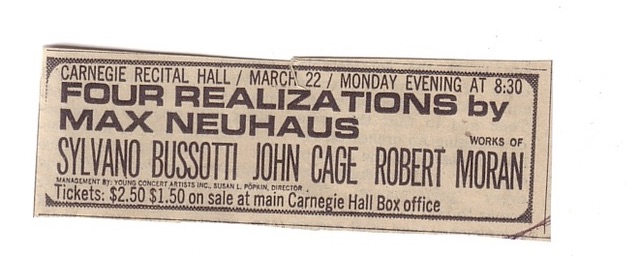 CARNEGIE RECITAL HALL / MARCH 22 / MONDAY EVENING AT 8:30
FOUR REALIZATIONS by
MAX NEUHAUS
WORKS OF
SYLVANO BUSSOTTI JOHN CAGE ROBERT MORAN
MANAGEMENT BY: YOUNG CONCERT ARTISTS INC., SUSAN L. POPKIN, DIRECTOR
Tickets: $2.50 $1.50 on sale at main Carnegie Hall Box office